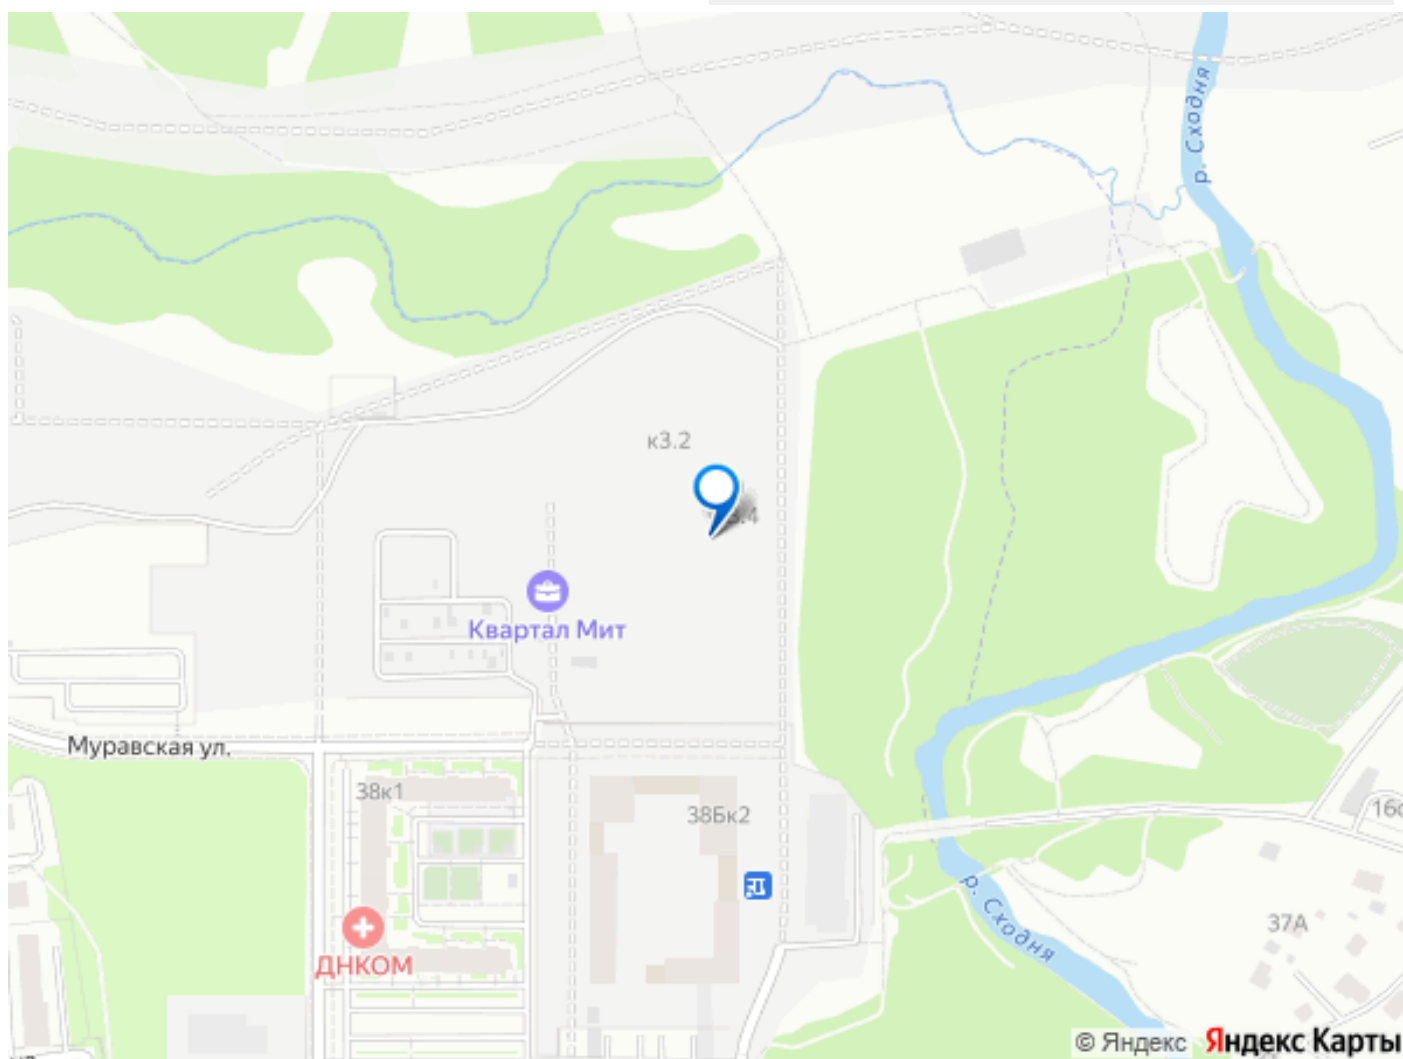 р. Сходня
к3.2
Квартал Мит
Муравская ул.
38к1
38Бк2
16с
ДНКОМ
р. Сходня
37А
© Яндекс Яндекс Карты